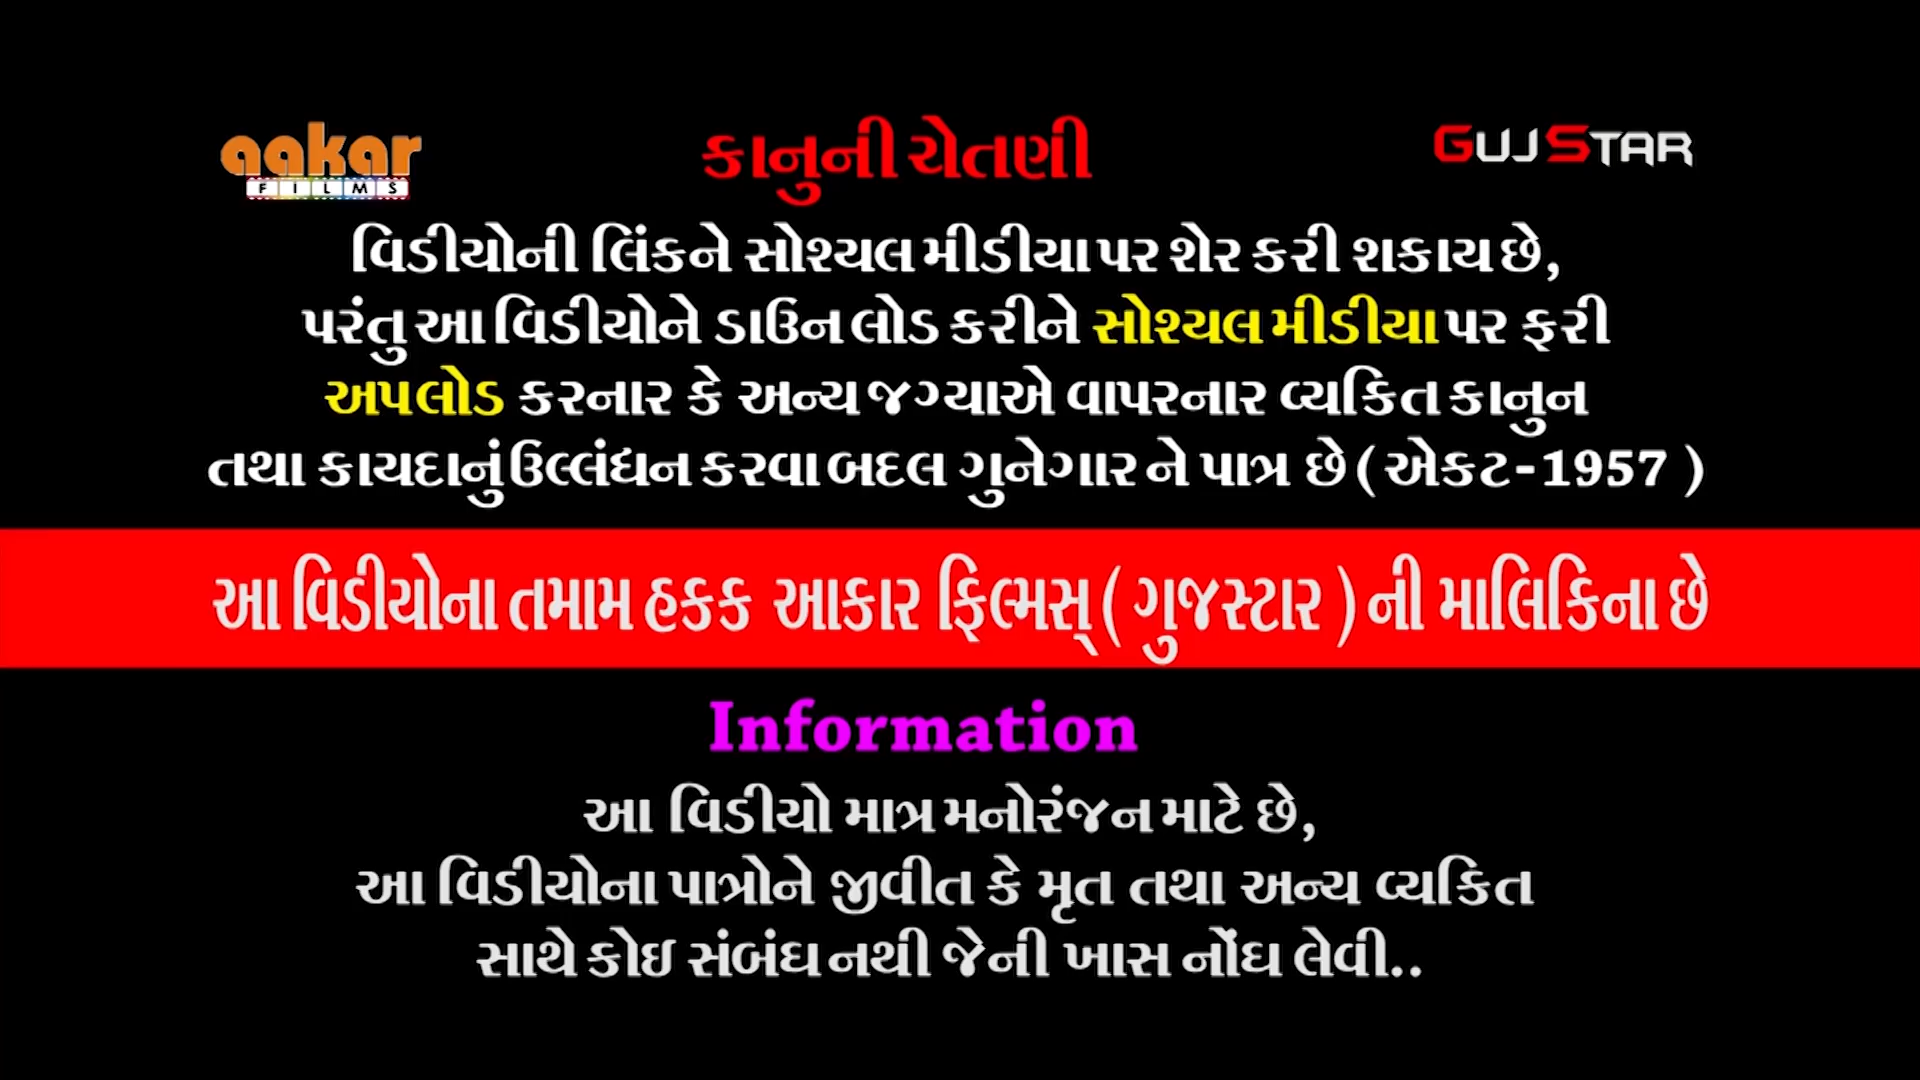 aakar
FILMS
કાનુની ચેતણી
GUJSTAR
વિડીયોની લિંકને સોશ્યલ મીડીયા પર શેર કરી શકાય છે,
પરંતુ આ વિડીયોને ડાઉન લોડ કરીને સોશ્યલ મીડીયા પર ફરી
અપલોડ કરનાર કે અન્ય જગ્યાએ વાપરનાર વ્યકિત કાનુન
તથા કાયદાનું ઉલ્લંઘન કરવા બદલ ગુનેગાર ને પાત્ર છે ( એકટ-1957 )
આ વિડીયોના તમામ હકક આકાર ફિલ્મસ્ ( ગુજસ્ટાર ) ની માલિકિના છે
Information
આ વિડીયો માત્ર મનોરંજન માટે છે,
આ વિડીયોના પાત્રોને જીવીત કે મૃત તથા અન્ય વ્યકિત
સાથે કોઇ સંબંઘ નથી જેની ખાસ નોંઘ લેવી..